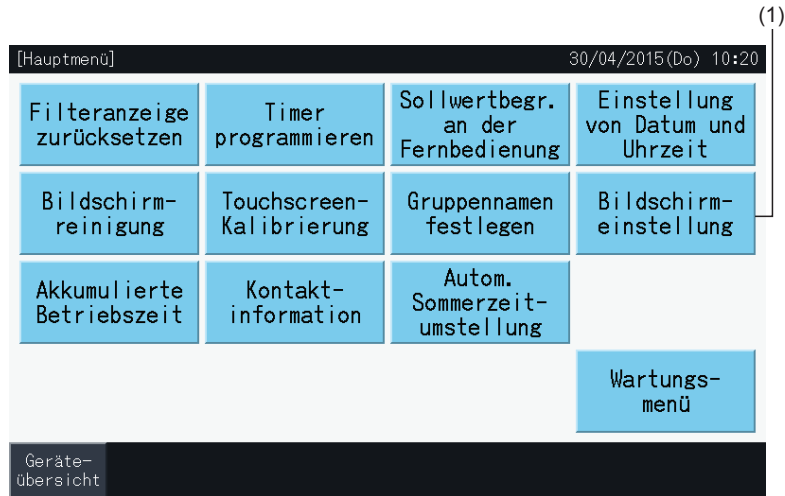 (1)
[Hauptmenü] 30/04/2015(Do) 10:20
Filteranzeige
zurücksetzen
Timer
programmieren
Sollwertbegr.
an der
Fernbedienung
Einstellung
von Datum und
Uhrzeit
Bildschirm-
reinigung
Touchscreen-
Kalibrierung
Gruppennamen
festlegen
Bildschirm-
einstellung
Akkumulierte
Betriebszeit
Kontakt-
information
Autom.
Sommerzeit-
umstellung
Wartungs-
menü
Geräte-
übersicht